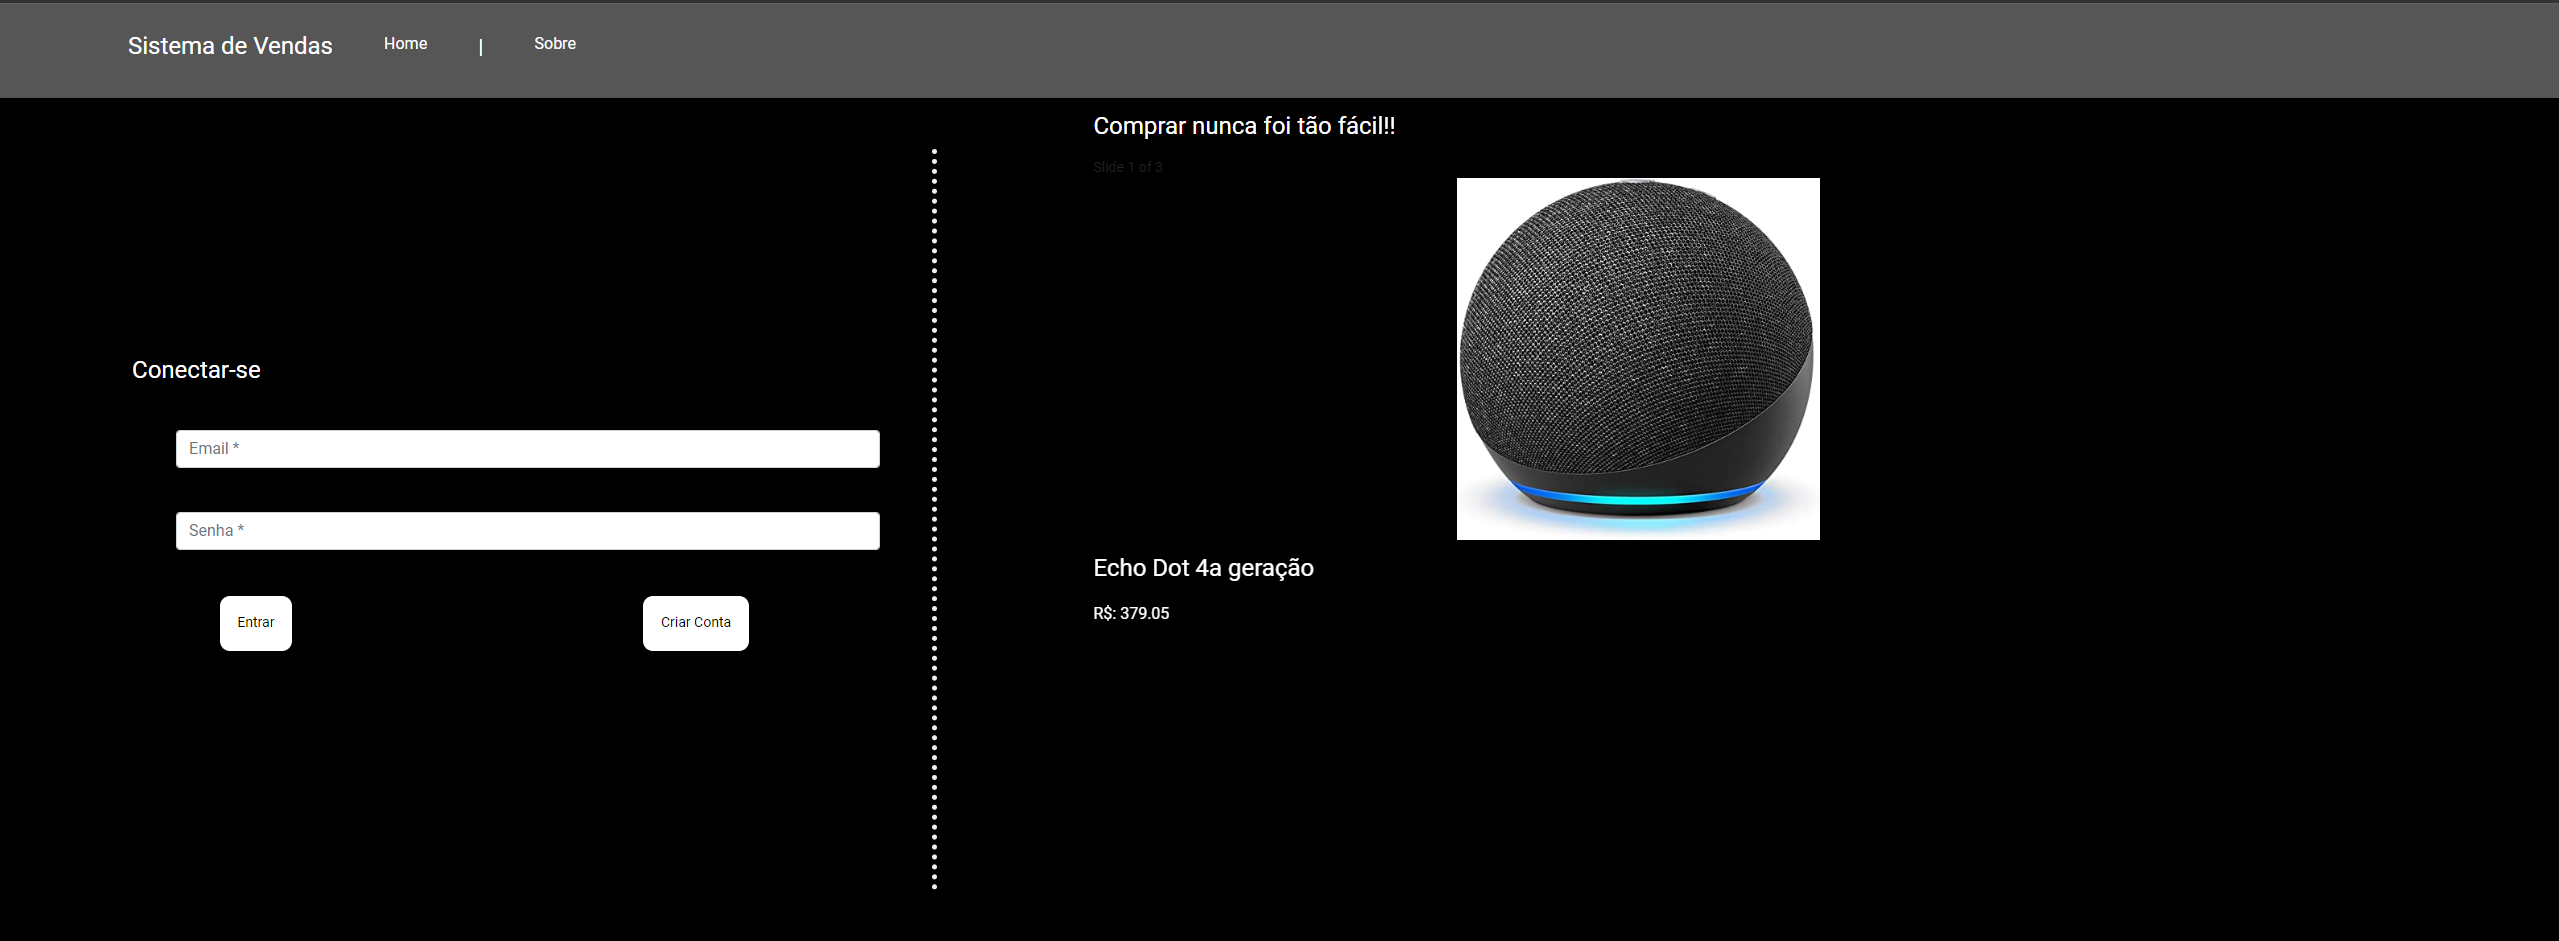 Sistema de Vendas Home | Sobre
Conectar-se
Email *
Senha *
Entrar Criar Conta
Comprar nunca foi tão fácil!!
Slide 1 of 3
Echo Dot 4a geração
R$: 379.05